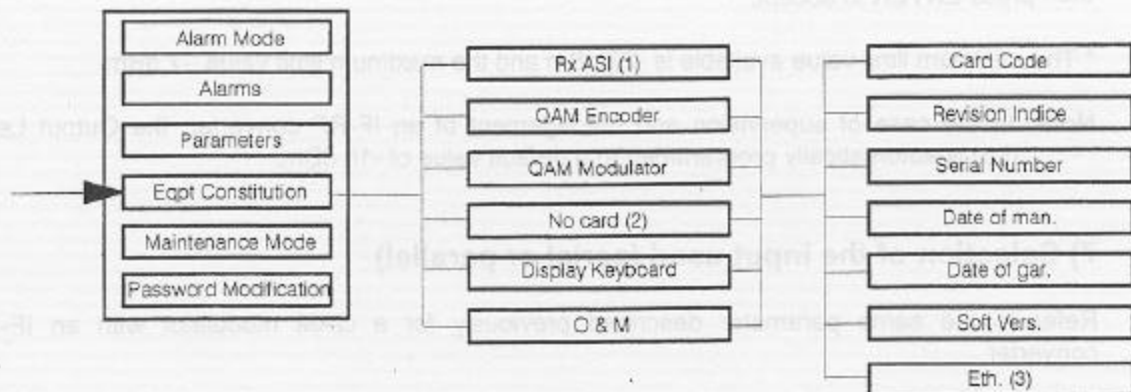 Alarm Mode
Alarms
Parameters
Eqpt Constitution
Maintenance Mode
Password Modification
Rx ASI (1)
QAM Encoder
QAM Modulator
No card (2)
Display Keyboard
O & M
Card Code
Revision Indice
Serial Number
Date of man.
Date of gar.
Soft Vers.
Eth. (3)